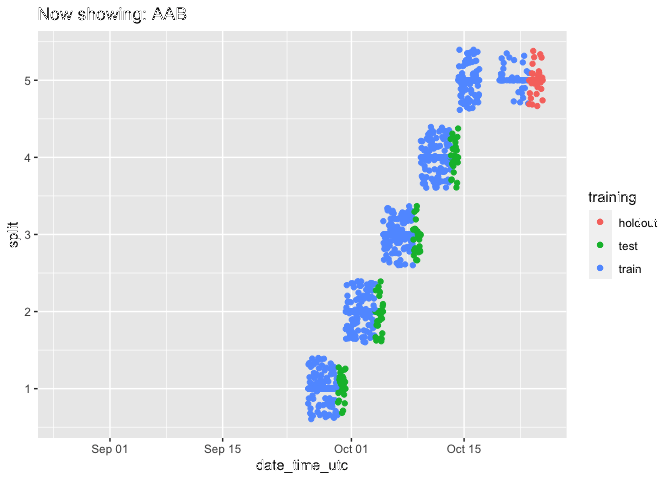 Now showing: AAB
split
5
4
3
2
1
Sep 01
Sep 15
Oct 01
Oct 15
date_time_utc
training
holdout
test
train